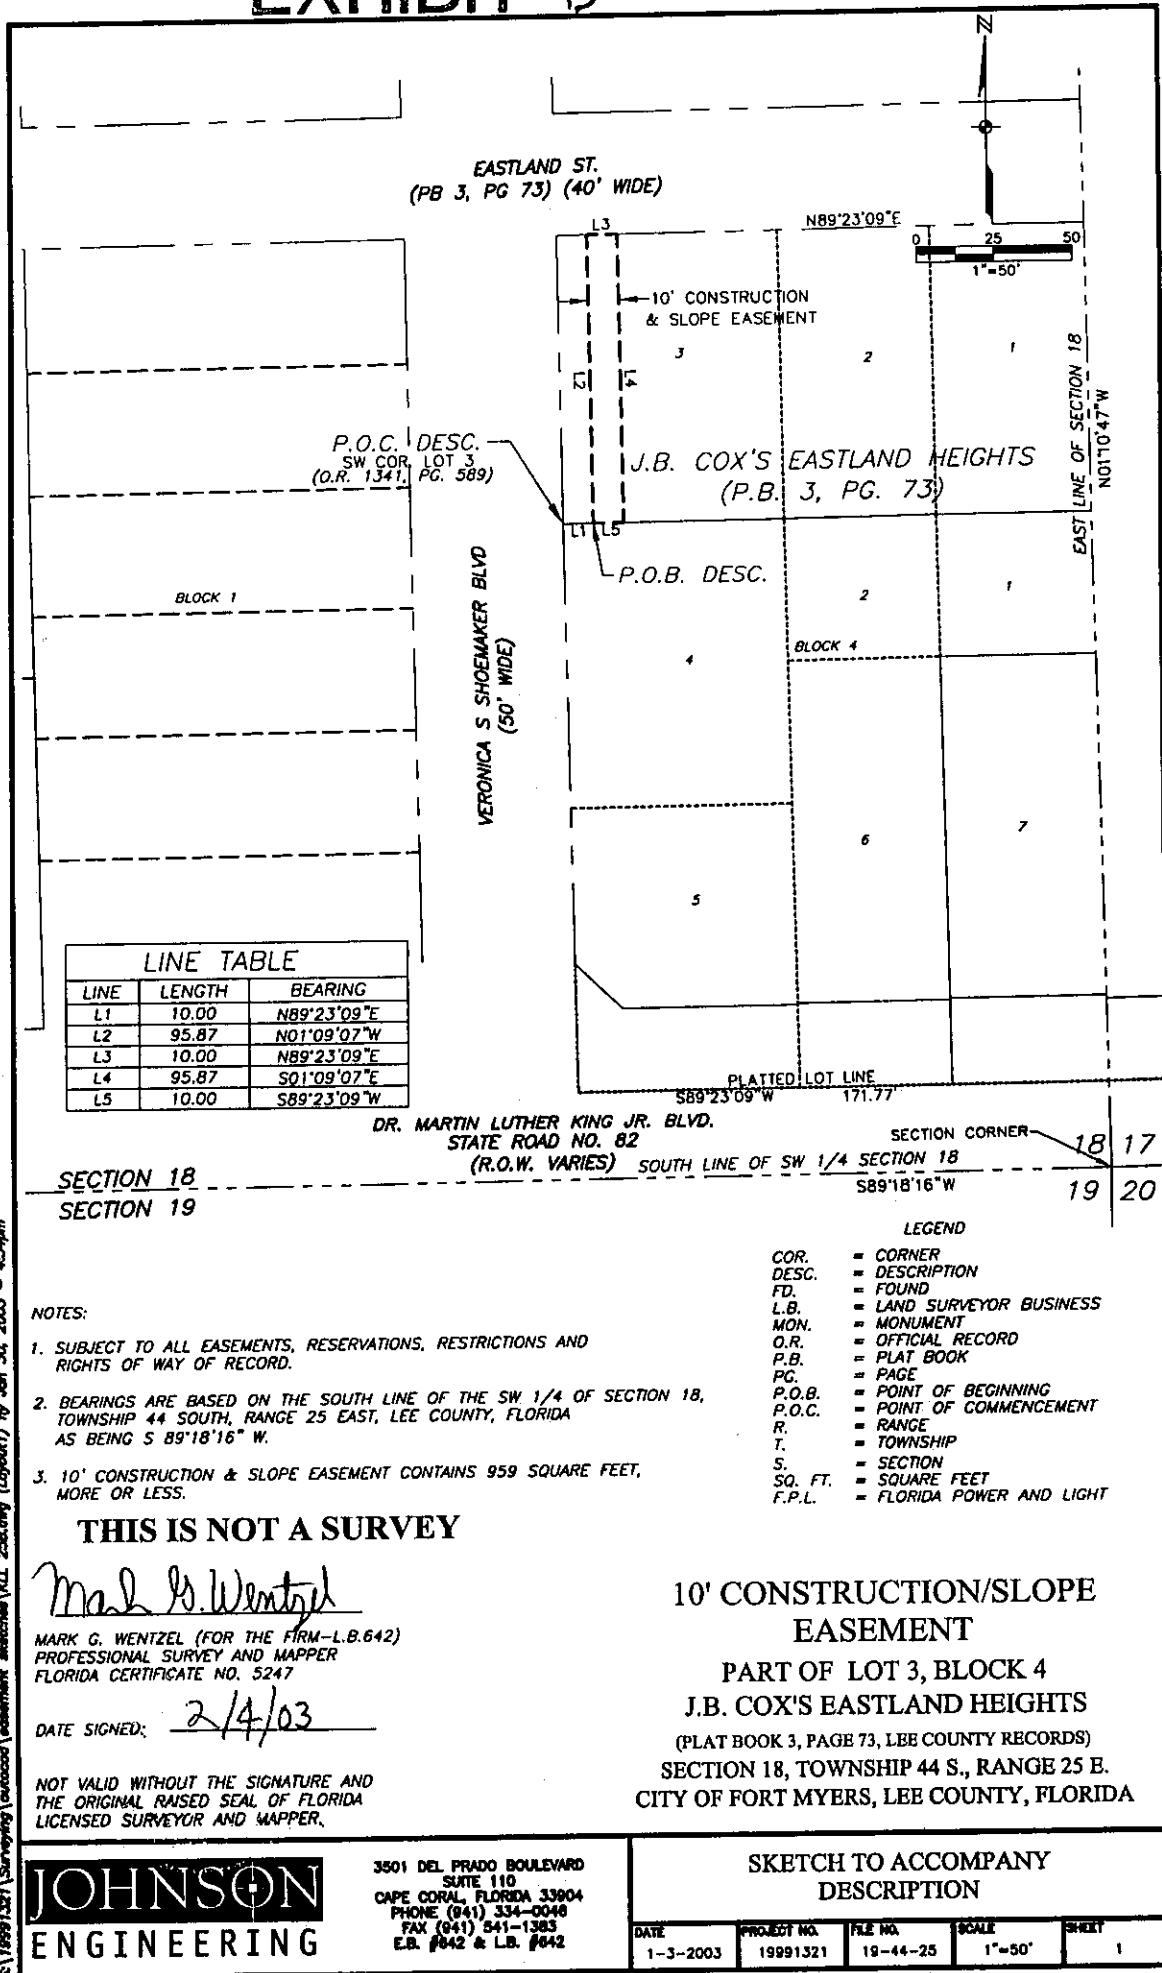 EXHIBIT
N
EASTLAND ST.
(PB 3, PG 73) (40' WIDE)
N89°23'09"E
L3
0 25 50
1"=50'
10' CONSTRUCTION
& SLOPE EASEMENT
3
2
1
L2
L4
EAST LINE OF SECTION 18
N01°10'47"W
P.O.C. DESC.
SW COR. LOT 3
(O.R. 1341, PG. 589)
J.B. COX'S EASTLAND HEIGHTS
(P.B. 3, PG. 73)
L1 L5
P.O.B. DESC.
VERONICA S SHOEMAKER BLVD
(50' WIDE)
BLOCK 1
2
1
BLOCK 4
4
5
6
7
LINE TABLE
LINE LENGTH BEARING
L1 10.00 N89°23'09"E
L2 95.87 N01°09'07"W
L3 10.00 N89°23'09"E
L4 95.87 S01°09'07"E
L5 10.00 S89°23'09"W
PLATTED LOT LINE
S89°23'09"W 171.77'
DR. MARTIN LUTHER KING JR. BLVD.
STATE ROAD NO. 82
(R.O.W. VARIES)
SECTION CORNER
SOUTH LINE OF SW 1/4 SECTION 18
S89°18'16"W
18 17
19 20
SECTION 18
SECTION 19
LEGEND
COR. = CORNER
DESC. = DESCRIPTION
FD. = FOUND
L.B. = LAND SURVEYOR BUSINESS
MON. = MONUMENT
O.R. = OFFICIAL RECORD
P.B. = PLAT BOOK
PG. = PAGE
P.O.B. = POINT OF BEGINNING
P.O.C. = POINT OF COMMENCEMENT
R. = RANGE
T. = TOWNSHIP
S. = SECTION
SQ. FT. = SQUARE FEET
F.P.L. = FLORIDA POWER AND LIGHT
NOTES:
1. SUBJECT TO ALL EASEMENTS, RESERVATIONS, RESTRICTIONS AND
RIGHTS OF WAY OF RECORD.
2. BEARINGS ARE BASED ON THE SOUTH LINE OF THE SW 1/4 OF SECTION 18,
TOWNSHIP 44 SOUTH, RANGE 25 EAST, LEE COUNTY, FLORIDA
AS BEING S 89°18'16" W.
3. 10' CONSTRUCTION & SLOPE EASEMENT CONTAINS 959 SQUARE FEET,
MORE OR LESS.
THIS IS NOT A SURVEY
Mark G. Wentzel
MARK G. WENTZEL (FOR THE FIRM-L.B.642)
PROFESSIONAL SURVEY AND MAPPER
FLORIDA CERTIFICATE NO. 5247
DATE SIGNED: 2/4/03
NOT VALID WITHOUT THE SIGNATURE AND
THE ORIGINAL RAISED SEAL OF FLORIDA
LICENSED SURVEYOR AND MAPPER.
10' CONSTRUCTION/SLOPE
EASEMENT
PART OF LOT 3, BLOCK 4
J.B. COX'S EASTLAND HEIGHTS
(PLAT BOOK 3, PAGE 73, LEE COUNTY RECORDS)
SECTION 18, TOWNSHIP 44 S., RANGE 25 E.
CITY OF FORT MYERS, LEE COUNTY, FLORIDA
JOHNSON
ENGINEERING
3501 DEL PRADO BOULEVARD
SUITE 110
CAPE CORAL, FLORIDA 33904
PHONE (941) 334-0046
FAX (941) 541-1383
E.B. #642 & L.B. #642
SKETCH TO ACCOMPANY
DESCRIPTION
DATE PROJECT NO. FILE NO. SCALE SHEET
1-3-2003 19991321 19-44-25 1"=50' 1